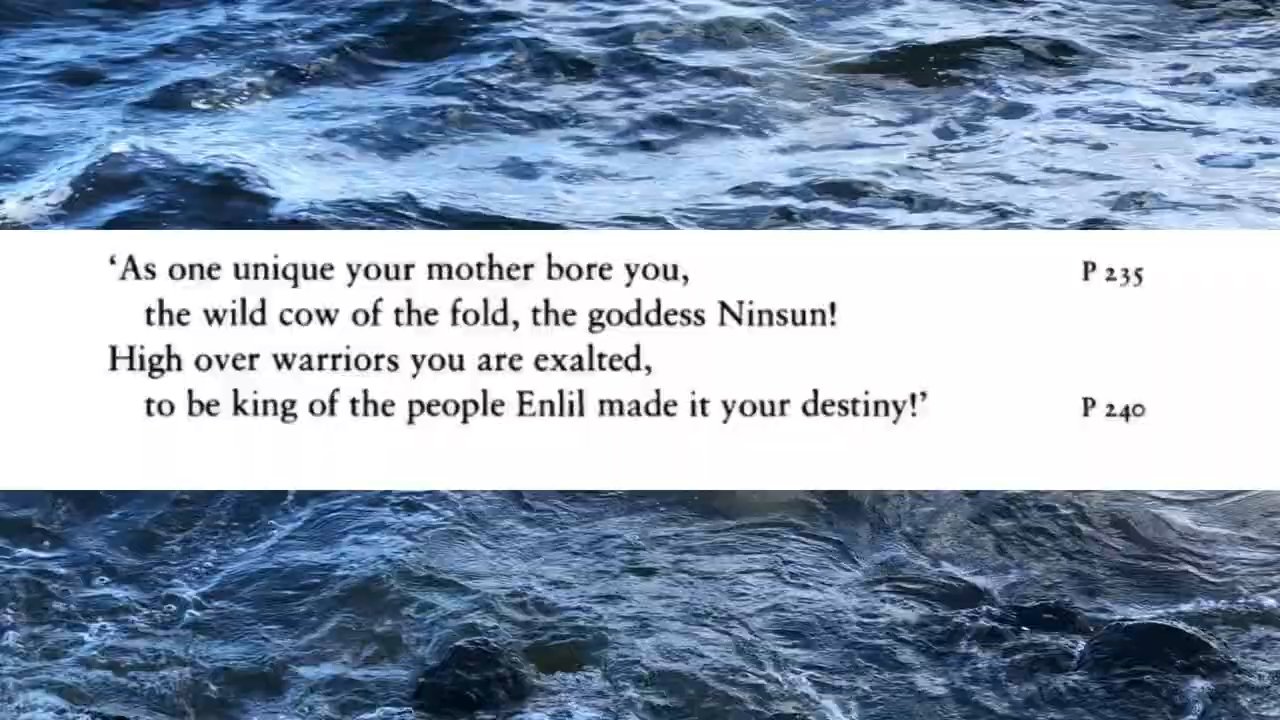 ‘As one unique your mother bore you, P 235
the wild cow of the fold, the goddess Ninsun!
High over warriors you are exalted,
to be king of the people Enlil made it your destiny!’ P 240